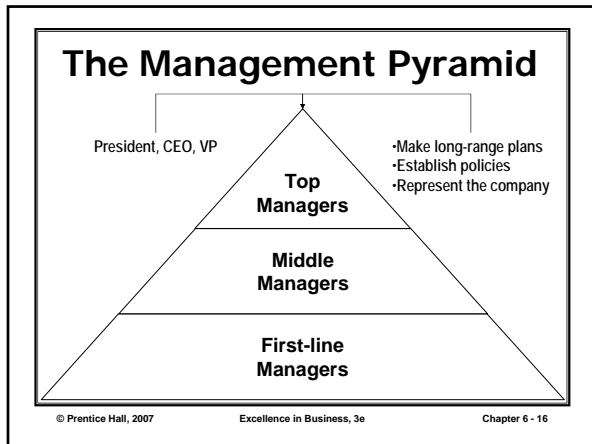 The Management Pyramid
President, CEO, VP
•Make long-range plans
•Establish policies
•Represent the company
Top
Managers
Middle
Managers
First-line
Managers
© Prentice Hall, 2007 Excellence in Business, 3e Chapter 6 - 16